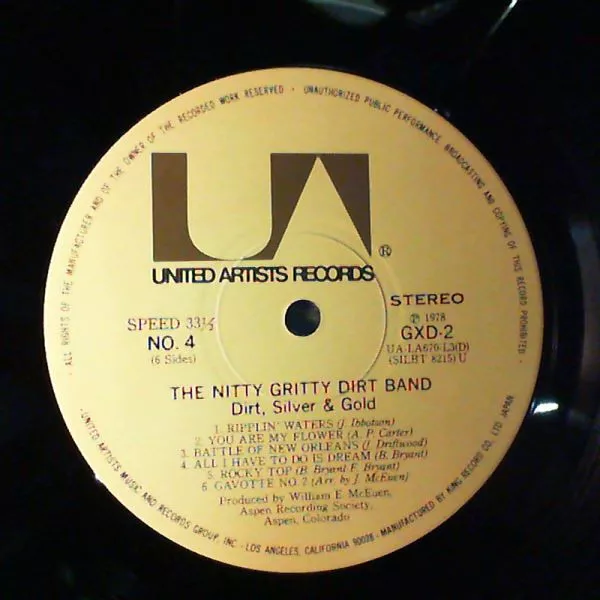 ALL RIGHTS OF THE MANUFACTURER AND OF THE OWNER OF THE RECORDED WORK RESERVED · UNAUTHORIZED PUBLIC PERFORMANCE, BROADCASTING AND COPYING OF THIS RECORD PROHIBITED ·
UA ®
UNITED ARTISTS RECORDS
STEREO
SPEED 33⅓
℗ 1978
NO. 4
GXD-2
(6 Sides)
UA-LA670-L3(D)
(SILBT 8215) U
THE NITTY GRITTY DIRT BAND
Dirt, Silver & Gold
1. RIPPLIN' WATERS (J. Ibbotson)
2. YOU ARE MY FLOWER (A. P. Carter)
3. BATTLE OF NEW ORLEANS (J. Driftwood)
4. ALL I HAVE TO DO IS DREAM (B. Bryant)
5. ROCKY TOP (B. Bryant F. Bryant)
6. GAVOTTE NO. 2 (Arr. by J. McEuen)
Produced by William E. McEuen,
Aspen Recording Society,
Aspen, Colorado
· UNITED ARTISTS MUSIC AND RECORDS GROUP, INC. · LOS ANGELES, CALIFORNIA 90028 · MANUFACTURED BY KING RECORD CO., LTD. JAPAN